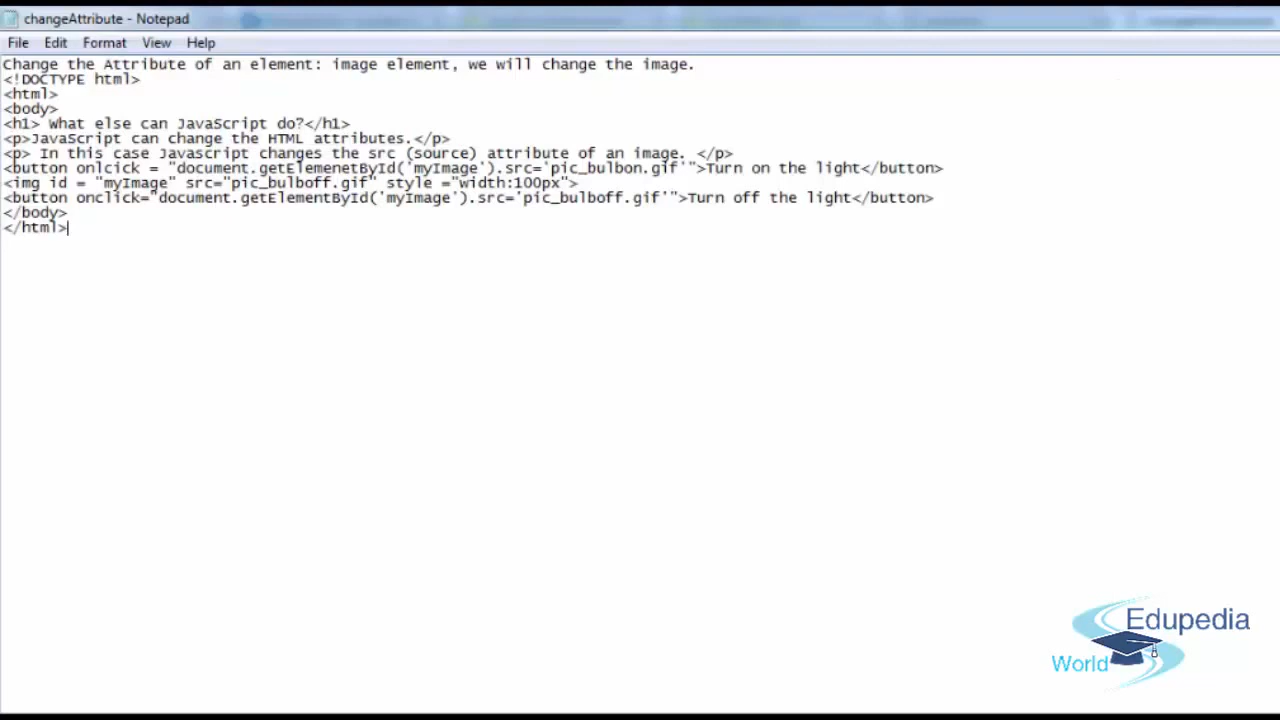 changeAttribute - Notepad
File Edit Format View Help
Change the Attribute of an element: image element, we will change the image.
<!DOCTYPE html>
<html>
<body>
<h1> What else can JavaScript do?</h1>
<p>JavaScript can change the HTML attributes.</p>
<p> In this case Javascript changes the src (source) attribute of an image. </p>
<button onlcick = "document.getElemenetById('myImage').src='pic_bulbon.gif'">Turn on the light</button>
<img id = "myImage" src="pic_bulboff.gif" style ="width:100px">
<button onclick="document.getElementById('myImage').src='pic_bulboff.gif'">Turn off the light</button>
</body>
</html>
Edupedia
World